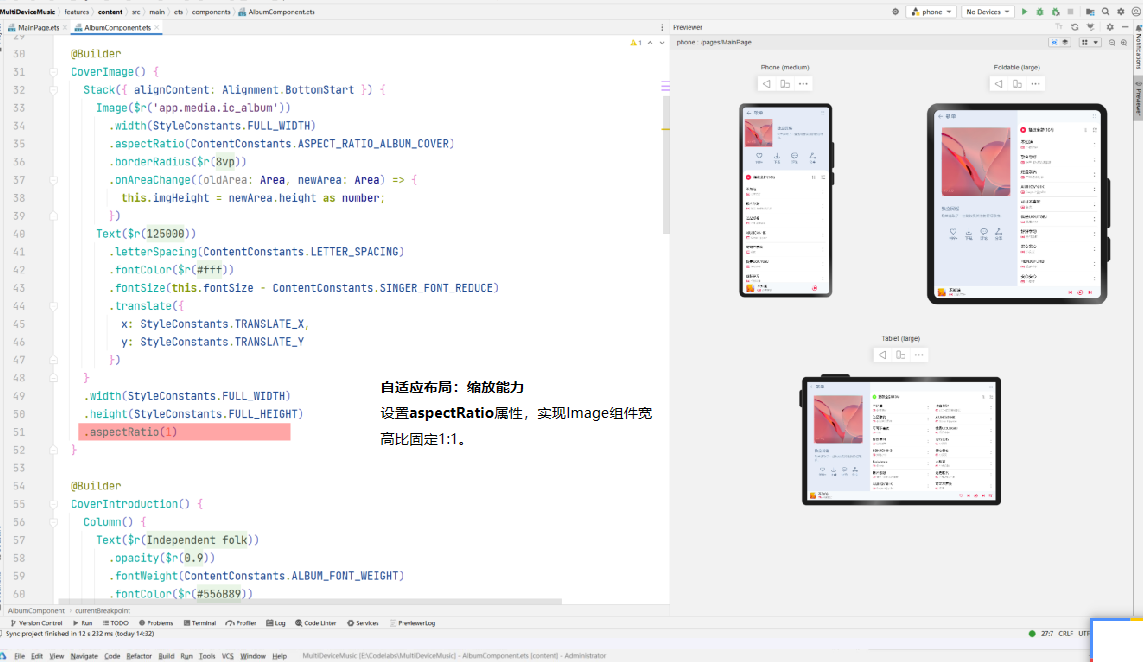 MultiDeviceMusic › features › content › src › main › ets › components › AlbumComponent.ets
phone
No Devices
MainPage.ets
AlbumComponent.ets
Previewer
phone : /pages/MainPage
Notifications
Previewer
1
29
30 @Builder
31 CoverImage() {
32 Stack({ alignContent: Alignment.BottomStart }) {
33 Image($r('app.media.ic_album'))
34 .width(StyleConstants.FULL_WIDTH)
35 .aspectRatio(ContentConstants.ASPECT_RATIO_ALBUM_COVER)
36 .borderRadius($r(8vp))
37 .onAreaChange((oldArea: Area, newArea: Area) => {
38 this.imgHeight = newArea.height as number;
39 })
40 Text($r(125000))
41 .letterSpacing(ContentConstants.LETTER_SPACING)
42 .fontColor($r(#fff))
43 .fontSize(this.fontSize - ContentConstants.SINGER_FONT_REDUCE)
44 .translate({
45 x: StyleConstants.TRANSLATE_X,
46 y: StyleConstants.TRANSLATE_Y
47 })
48 }
49 .width(StyleConstants.FULL_WIDTH)
50 .height(StyleConstants.FULL_HEIGHT)
51 .aspectRatio(1)
52 }
53
54 @Builder
55 CoverIntroduction() {
56 Column() {
57 Text($r(Independent folk))
58 .opacity($r(0.9))
59 .fontWeight(ContentConstants.ALBUM_FONT_WEIGHT)
60 .fontColor($r(#556B89))
自适应布局：缩放能力
设置aspectRatio属性，实现Image组件宽
高比固定1:1。
Phone (medium)
Foldable (large)
Tablet (large)
AlbumComponent › currentBreakpoint
Version Control Run TODO Problems Terminal Profiler Log Code Linter Services PreviewerLog
Sync project finished in 12 s 232 ms (today 14:32)
27:7 CRLF UTF
File Edit View Navigate Code Refactor Build Run Tools VCS Window Help MultiDeviceMusic [E:\Codelabs\MultiDeviceMusic] - AlbumComponent.ets [content] - Administrator